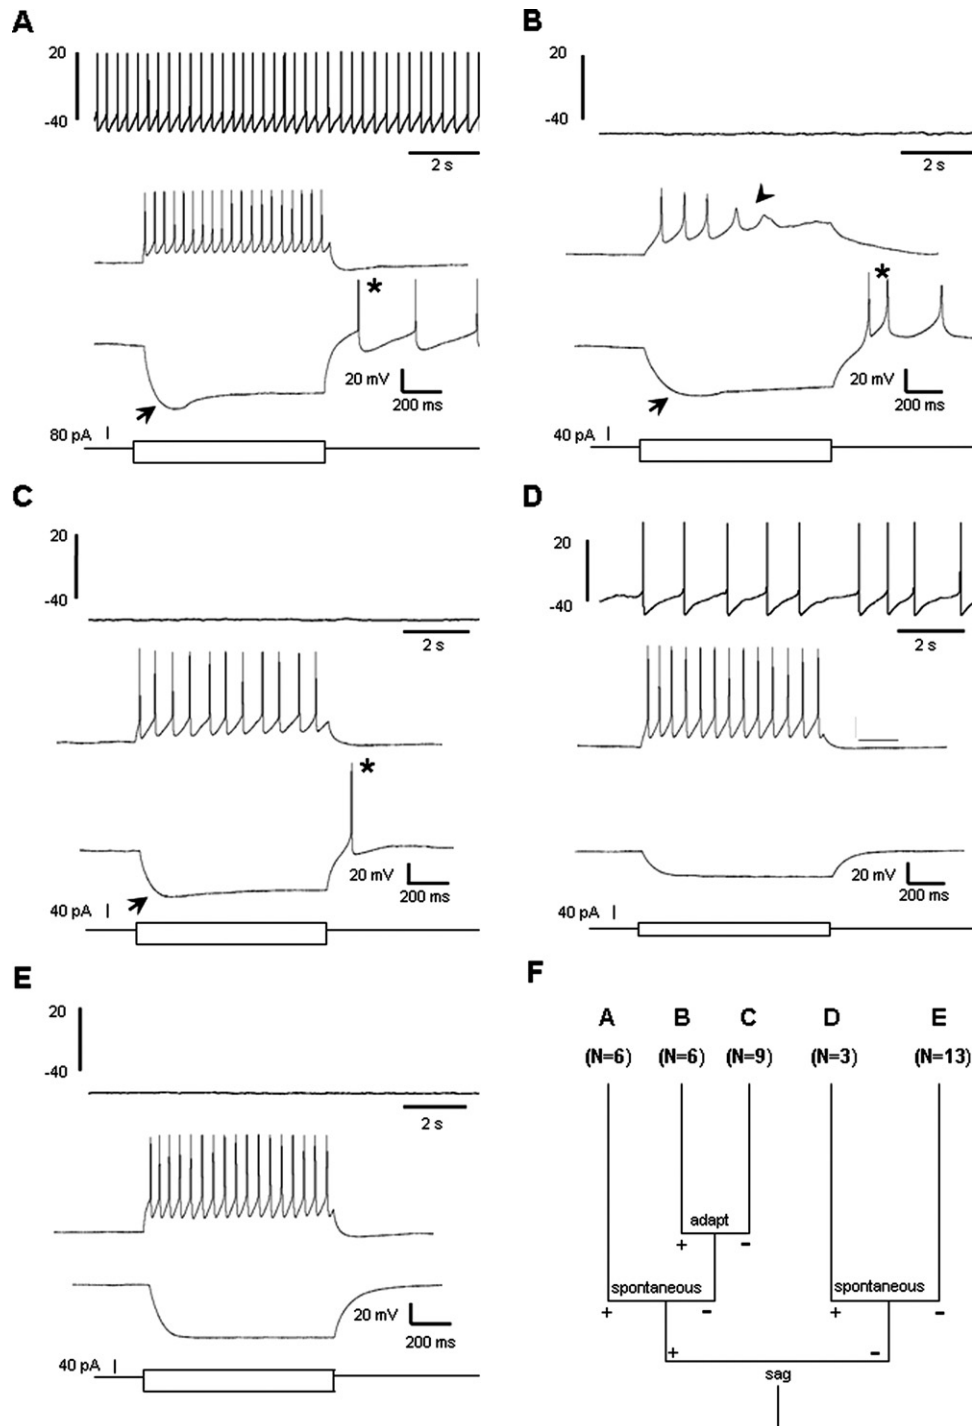 A
20
-40
2 s
*
20 mV
200 ms
80 pA
B
20
-40
2 s
*
20 mV
200 ms
40 pA
C
20
-40
2 s
*
20 mV
200 ms
40 pA
D
20
-40
2 s
20 mV
200 ms
40 pA
E
20
-40
2 s
20 mV
200 ms
40 pA
F
A B C D E
(N=6) (N=6) (N=9) (N=3) (N=13)
adapt
+ -
spontaneous spontaneous
+ - + -
+ -
sag